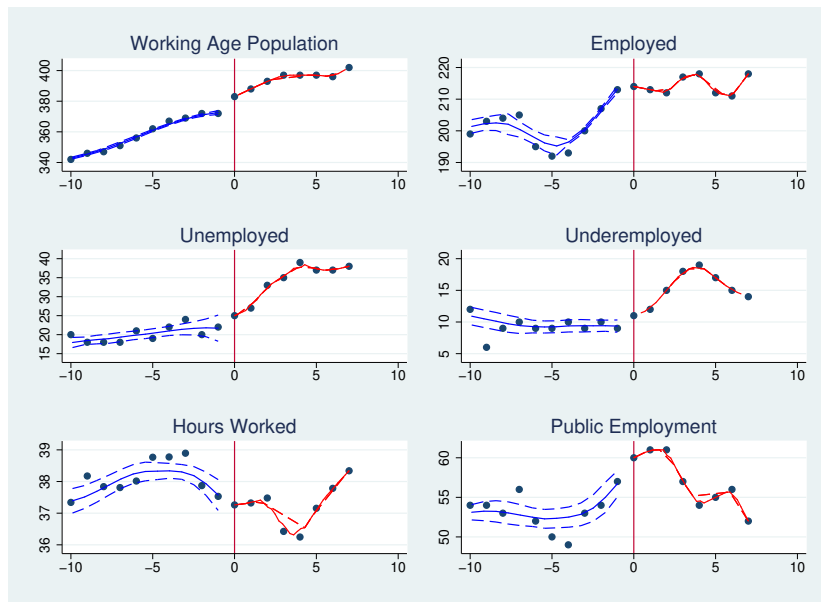 Working Age Population
400
380
360
340
−10 −5 0 5 10
Employed
220
210
200
190
−10 −5 0 5 10
Unemployed
40
35
30
25
20
15
−10 −5 0 5 10
Underemployed
20
15
10
5
−10 −5 0 5 10
Hours Worked
39
38
37
36
−10 −5 0 5 10
Public Employment
60
55
50
−10 −5 0 5 10